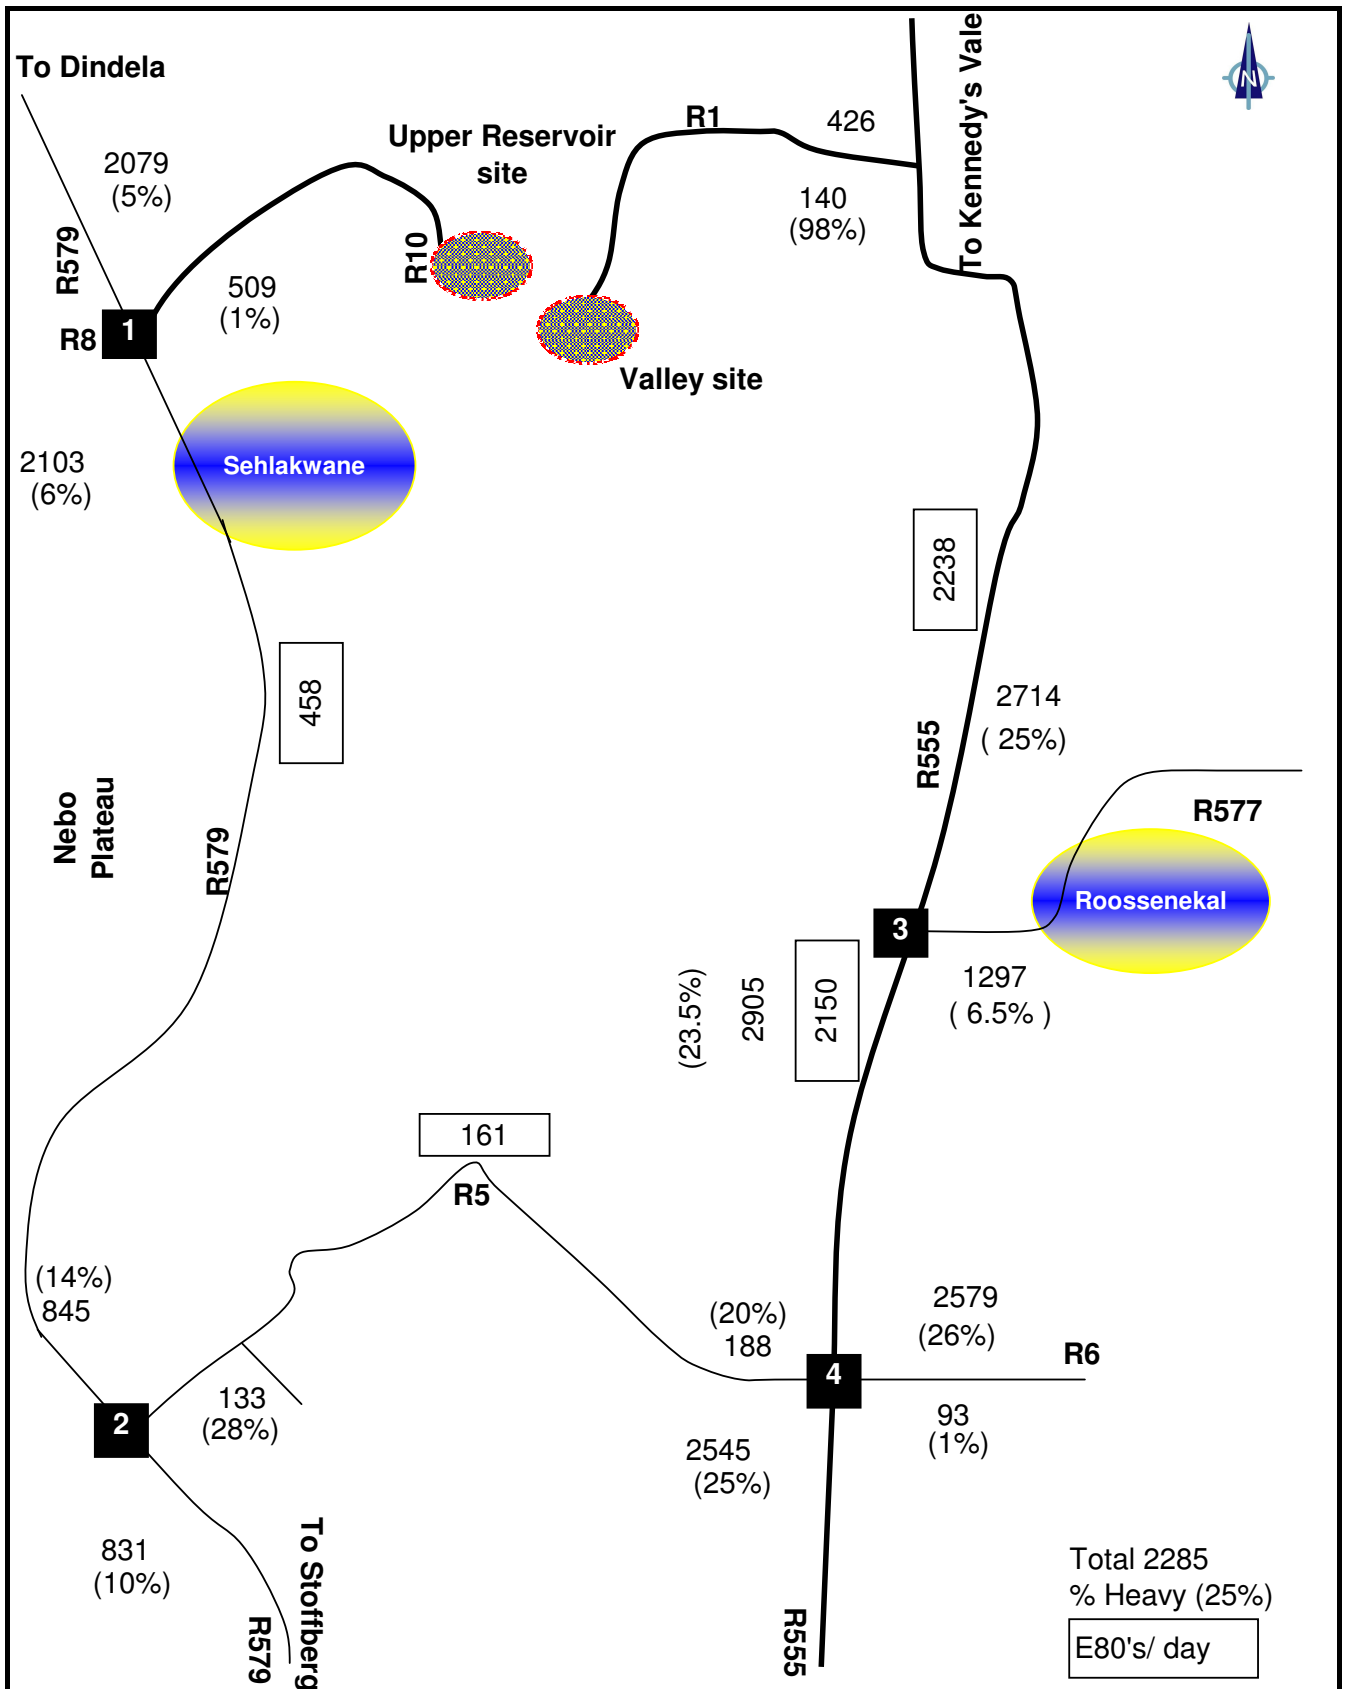 To Dindela
2079
(5%)
R579
R8
1
509
(1%)
R10
Upper Reservoir
site
R1
426
140
(98%)
To Kennedy's Vale
N
Valley site
Sehlakwane
2103
(6%)
458
2238
2714
( 25%)
R555
R577
Roossenekal
Nebo
Plateau
R579
3
1297
( 6.5% )
(23.5%)
2905
2150
161
R5
(14%)
845
(20%)
188
2579
(26%)
R6
4
133
(28%)
2
93
(1%)
2545
(25%)
831
(10%)
To Stoffberg
R579
R555
Total 2285
% Heavy (25%)
E80's/ day